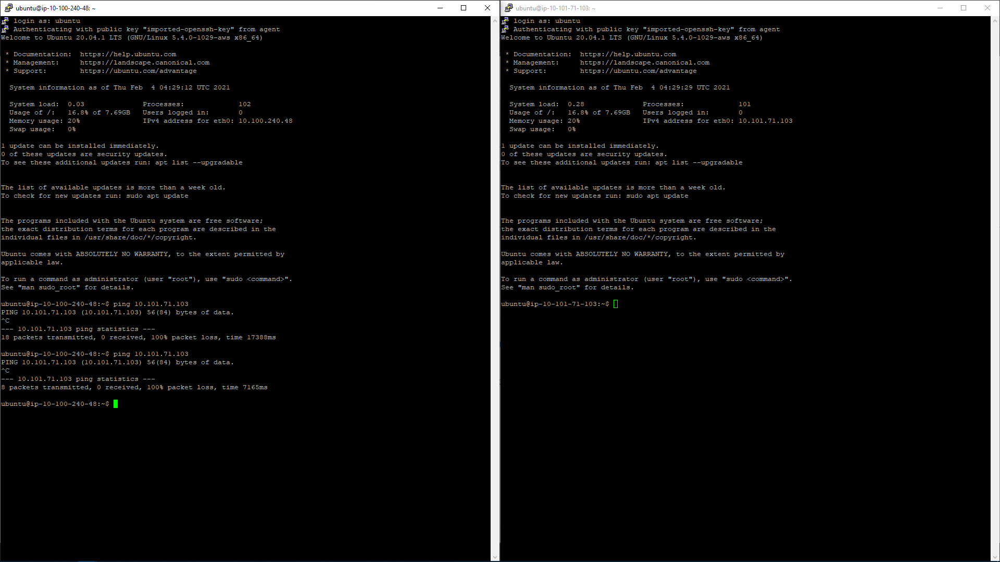 ubuntu@ip-10-100-240-48: ~
login as: ubuntu
Authenticating with public key "imported-openssh-key" from agent
Welcome to Ubuntu 20.04.1 LTS (GNU/Linux 5.4.0-1029-aws x86_64)
* Documentation:  https://help.ubuntu.com
* Management:     https://landscape.canonical.com
* Support:        https://ubuntu.com/advantage
System information as of Thu Feb  4 04:29:12 UTC 2021
System load:  0.03              Processes:             102
Usage of /:   16.8% of 7.69GB   Users logged in:       0
Memory usage: 20%               IPv4 address for eth0: 10.100.240.48
Swap usage:   0%
1 update can be installed immediately.
0 of these updates are security updates.
To see these additional updates run: apt list --upgradable
The list of available updates is more than a week old.
To check for new updates run: sudo apt update
The programs included with the Ubuntu system are free software;
the exact distribution terms for each program are described in the
individual files in /usr/share/doc/*/copyright.
Ubuntu comes with ABSOLUTELY NO WARRANTY, to the extent permitted by
applicable law.
To run a command as administrator (user "root"), use "sudo <command>".
See "man sudo_root" for details.
ubuntu@ip-10-100-240-48:~$ ping 10.101.71.103
PING 10.101.71.103 (10.101.71.103) 56(84) bytes of data.
^C
--- 10.101.71.103 ping statistics ---
18 packets transmitted, 0 received, 100% packet loss, time 17388ms
ubuntu@ip-10-100-240-48:~$ ping 10.101.71.103
PING 10.101.71.103 (10.101.71.103) 56(84) bytes of data.
^C
--- 10.101.71.103 ping statistics ---
8 packets transmitted, 0 received, 100% packet loss, time 7165ms
ubuntu@ip-10-100-240-48:~$
ubuntu@ip-10-101-71-103: ~
login as: ubuntu
Authenticating with public key "imported-openssh-key" from agent
Welcome to Ubuntu 20.04.1 LTS (GNU/Linux 5.4.0-1029-aws x86_64)
* Documentation:  https://help.ubuntu.com
* Management:     https://landscape.canonical.com
* Support:        https://ubuntu.com/advantage
System information as of Thu Feb  4 04:29:29 UTC 2021
System load:  0.28              Processes:             101
Usage of /:   16.8% of 7.69GB   Users logged in:       0
Memory usage: 20%               IPv4 address for eth0: 10.101.71.103
Swap usage:   0%
1 update can be installed immediately.
0 of these updates are security updates.
To see these additional updates run: apt list --upgradable
The list of available updates is more than a week old.
To check for new updates run: sudo apt update
The programs included with the Ubuntu system are free software;
the exact distribution terms for each program are described in the
individual files in /usr/share/doc/*/copyright.
Ubuntu comes with ABSOLUTELY NO WARRANTY, to the extent permitted by
applicable law.
To run a command as administrator (user "root"), use "sudo <command>".
See "man sudo_root" for details.
ubuntu@ip-10-101-71-103:~$